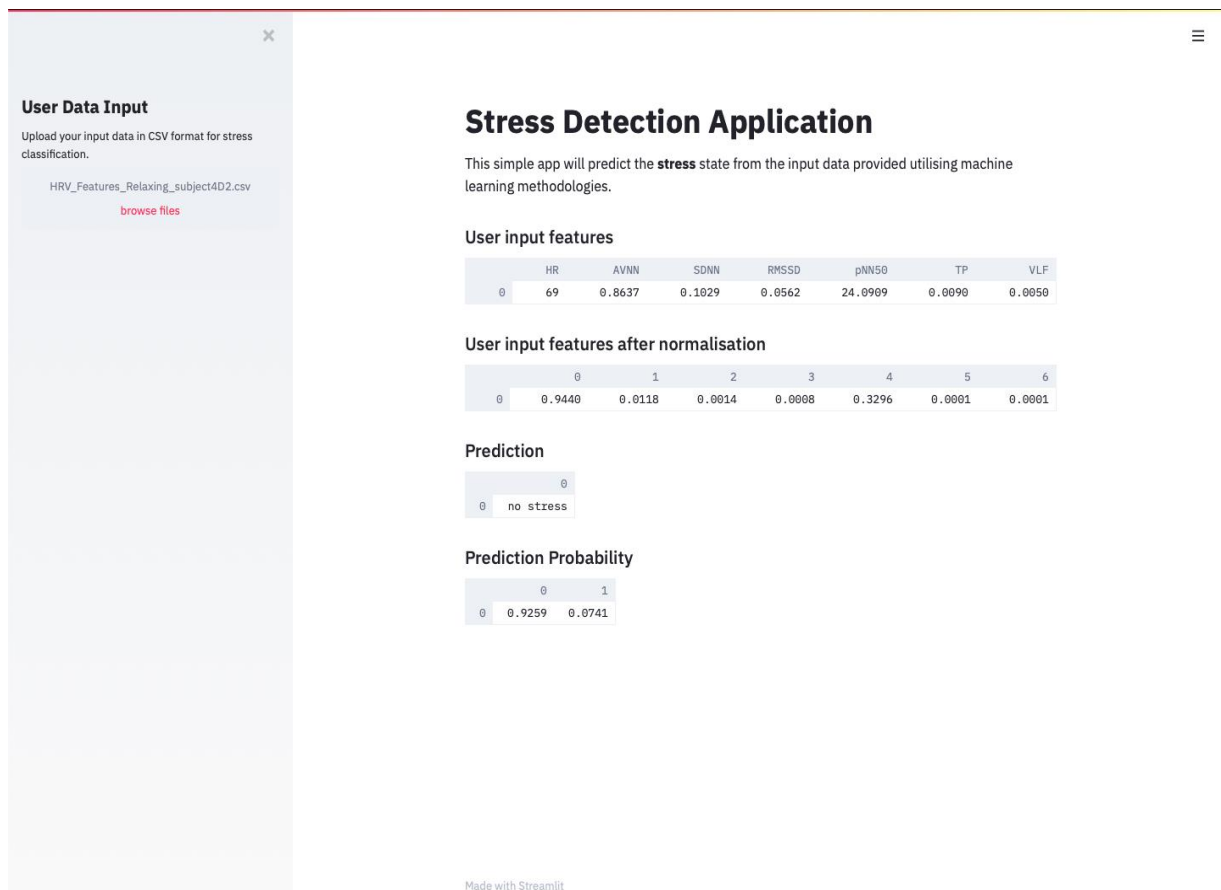 User Data Input
Upload your input data in CSV format for stress
classification.
HRV_Features_Relaxing_subject4D2.csv
browse files
Stress Detection Application
This simple app will predict the stress state from the input data provided utilising machine
learning methodologies.
User input features
HR AVNN SDNN RMSSD pNN50 TP VLF
0 69 0.8637 0.1029 0.0562 24.0909 0.0090 0.0050
User input features after normalisation
0 1 2 3 4 5 6
0 0.9440 0.0118 0.0014 0.0008 0.3296 0.0001 0.0001
Prediction
0
0 no stress
Prediction Probability
0 1
0 0.9259 0.0741
Made with Streamlit